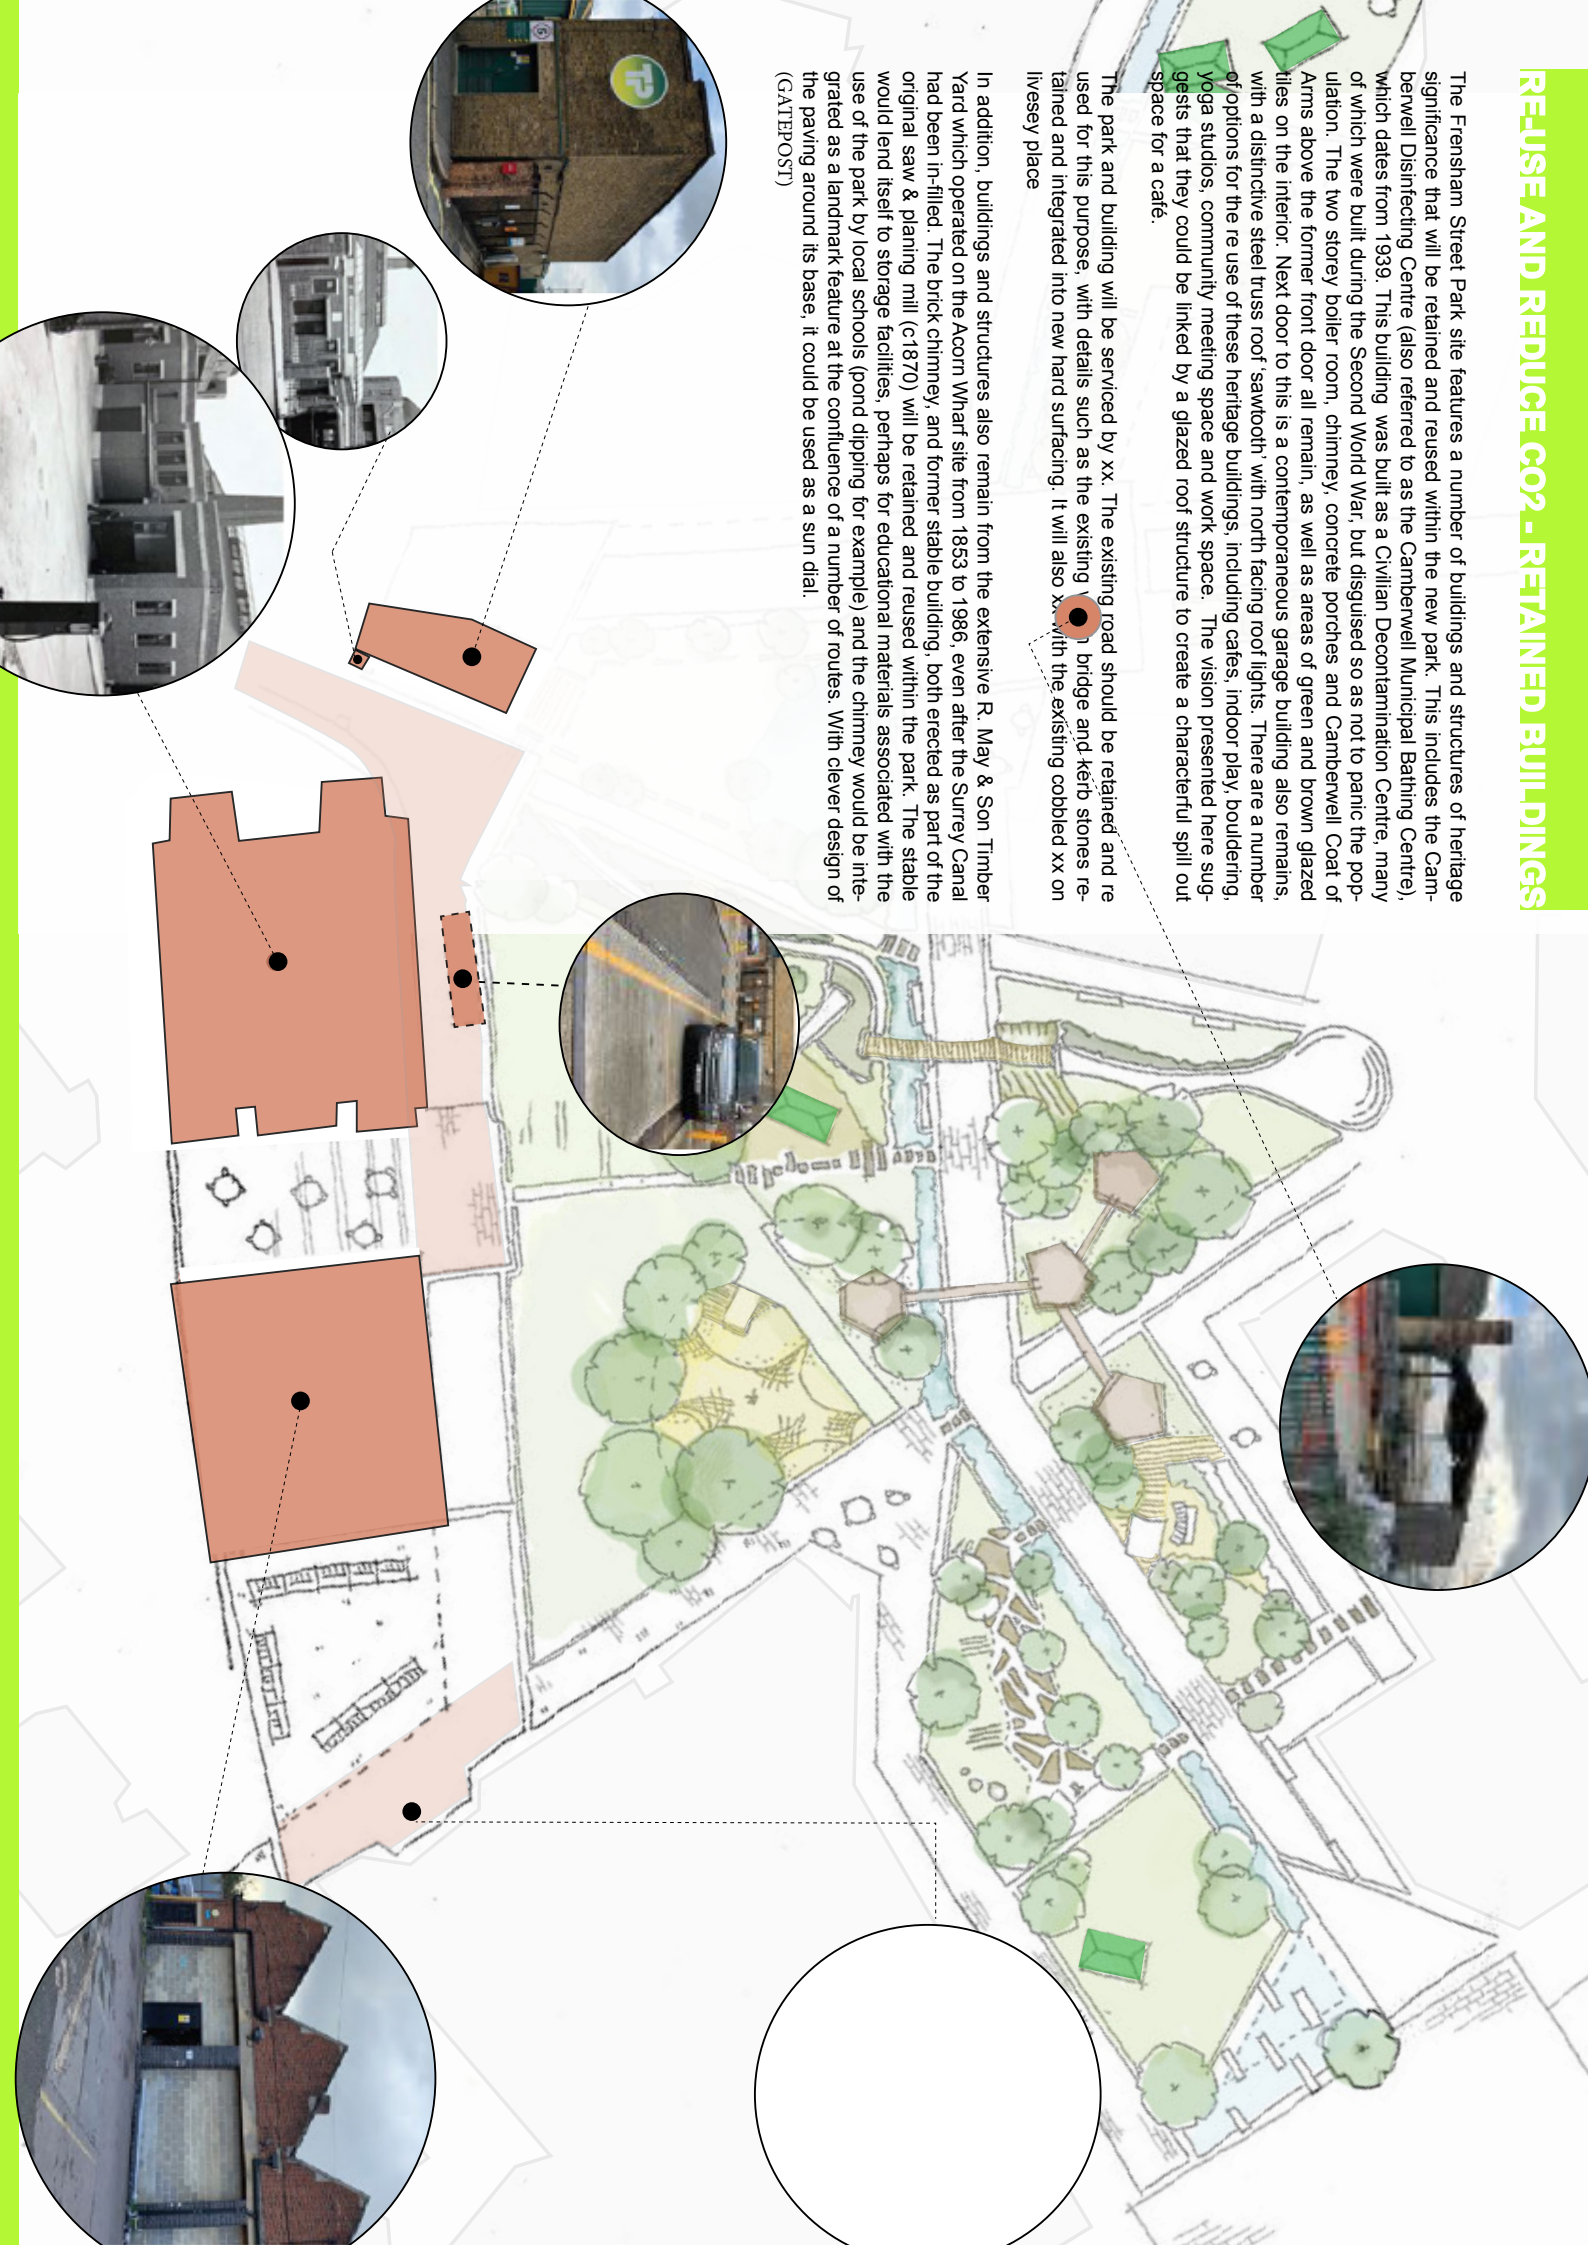 RE-USE AND REDUCE CO2 - RETAINED BUILDINGS
The Frensham Street Park site features a number of buildings and structures of heritage
significance that will be retained and reused within the new park. This includes the Cam-
berwell Disinfecting Centre (also referred to as the Camberwell Municipal Bathing Centre),
which dates from 1939. This building was built as a Civilian Decontamination Centre, many
of which were built during the Second World War, but disguised so as not to panic the pop-
ulation. The two storey boiler room, chimney, concrete porches and Camberwell Coat of
Arms above the former front door all remain, as well as areas of green and brown glazed
tiles on the interior. Next door to this is a contemporaneous garage building also remains,
with a distinctive steel truss roof ‘sawtooth’ with north facing roof lights. There are a number
of options for the re use of these heritage buildings, including cafes, indoor play, bouldering,
yoga studios, community meeting space and work space. The vision presented here sug-
gests that they could be linked by a glazed roof structure to create a characterful spill out
space for a café.
The park and building will be serviced by xx. The existing road should be retained and re
used for this purpose, with details such as the existing bridge and kerb stones re-
tained and integrated into new hard surfacing. It will also xx with the existing cobbled xx on
livesey place
In addition, buildings and structures also remain from the extensive R. May & Son Timber
Yard which operated on the Acorn Wharf site from 1853 to 1986, even after the Surrey Canal
had been in-filled. The brick chimney, and former stable building, both erected as part of the
original saw & planing mill (c1870) will be retained and reused within the park. The stable
would lend itself to storage facilities, perhaps for educational materials associated with the
use of the park by local schools (pond dipping for example) and the chimney would be inte-
grated as a landmark feature at the confluence of a number of routes. With clever design of
the paving around its base, it could be used as a sun dial.
(GATEPOST)
TP